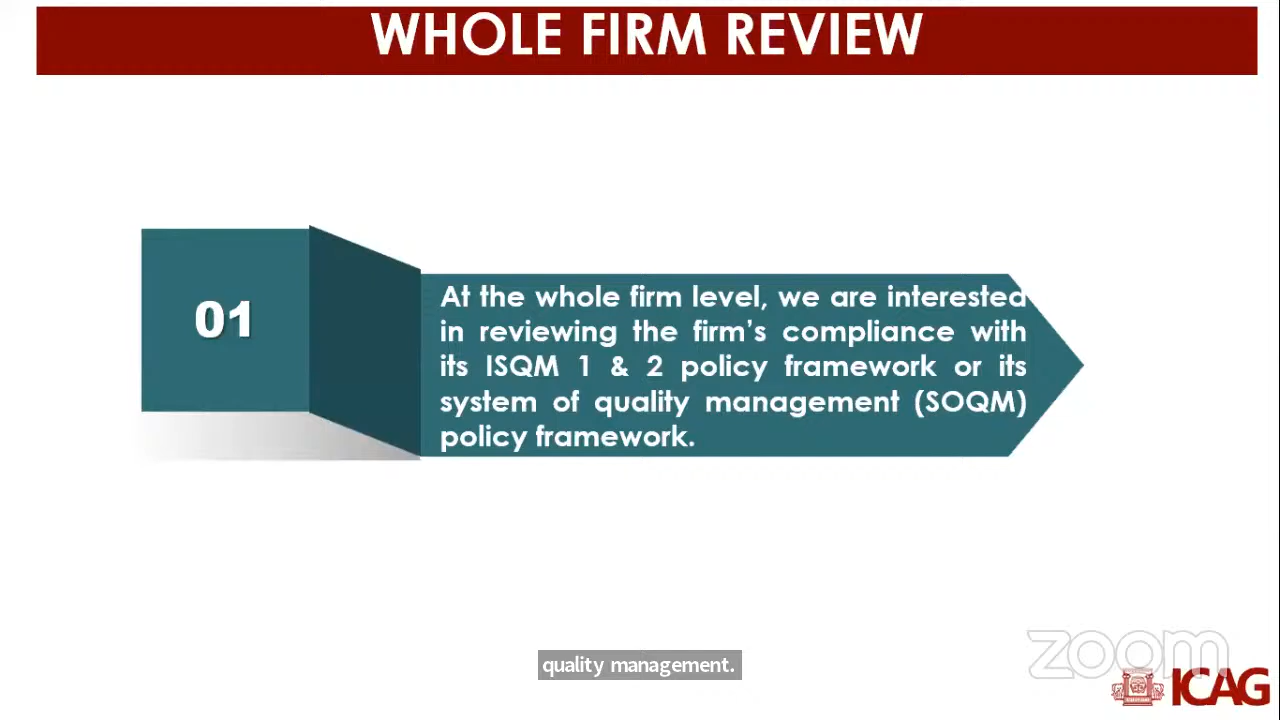 WHOLE FIRM REVIEW
01
At the whole firm level, we are interested
in reviewing the firm's compliance with
its ISQM 1 & 2 policy framework or its
system of quality management (SOQM)
policy framework.
quality management.
zoom
ICAG